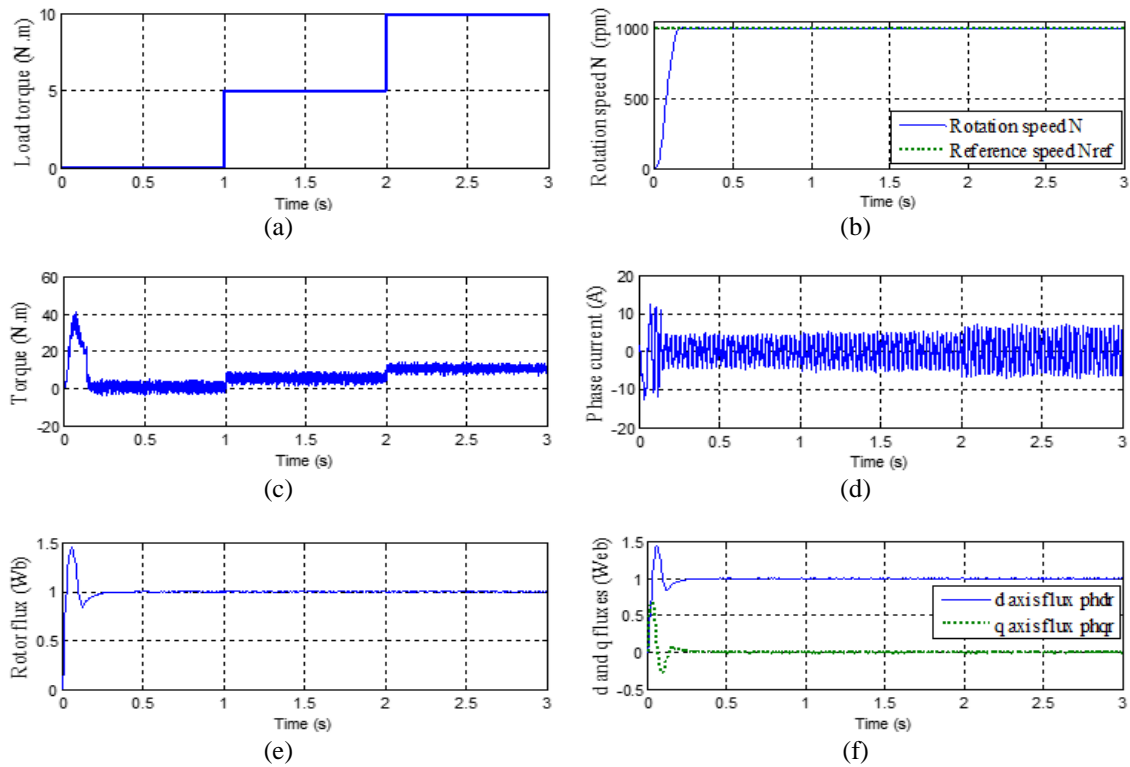 Load torque (N.m)
10
5
0
0 0.5 1 1.5 2 2.5 3
Time (s)
(a)
Rotation speed N (rpm)
1000
500
0
Rotation speed N
Reference speed Nref
0 0.5 1 1.5 2 2.5 3
Time (s)
(b)
Torque (N.m)
60
40
20
0
-20
0 0.5 1 1.5 2 2.5 3
Time (s)
(c)
Phase current (A)
20
10
0
-10
-20
0 0.5 1 1.5 2 2.5 3
Time (s)
(d)
Rotor flux (Wb)
1.5
1
0.5
0
0 0.5 1 1.5 2 2.5 3
Time (s)
(e)
d and q fluxes (Web)
1.5
1
0.5
0
-0.5
d axis flux phdr
q axis flux phqr
0 0.5 1 1.5 2 2.5 3
Time (s)
(f)